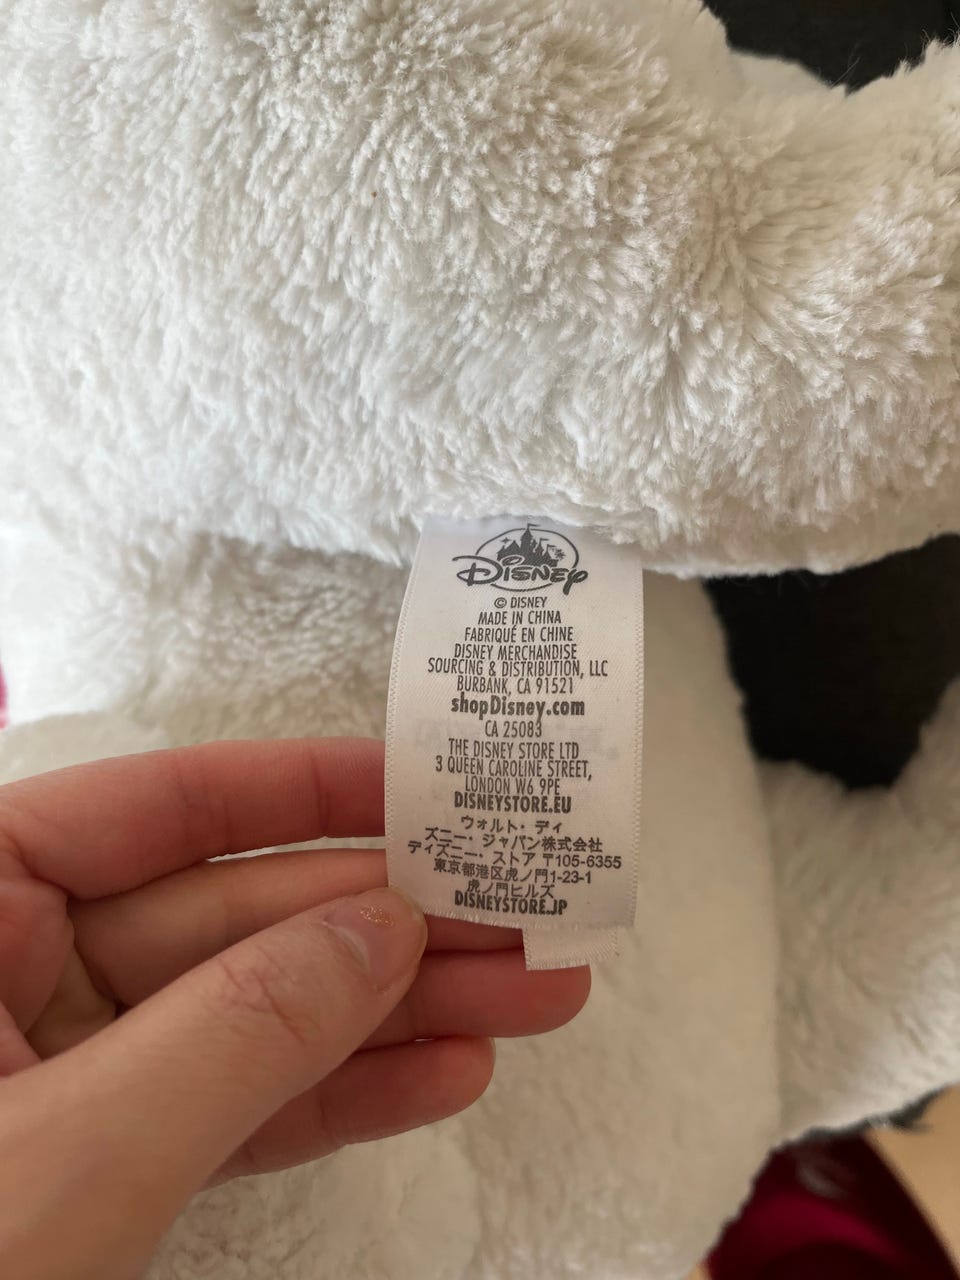 Disney
© DISNEY
MADE IN CHINA
FABRIQUÉ EN CHINE
DISNEY MERCHANDISE
SOURCING & DISTRIBUTION, LLC
BURBANK, CA 91521
shopDisney.com
CA 25083
THE DISNEY STORE LTD
3 QUEEN CAROLINE STREET,
LONDON W6 9PE
DISNEYSTORE.EU
ウォルト・ディ
ズニー・ジャパン株式会社
ディズニー・ストア 〒105-6355
東京都港区虎ノ門1-23-1
虎ノ門ヒルズ
DISNEYSTORE.JP